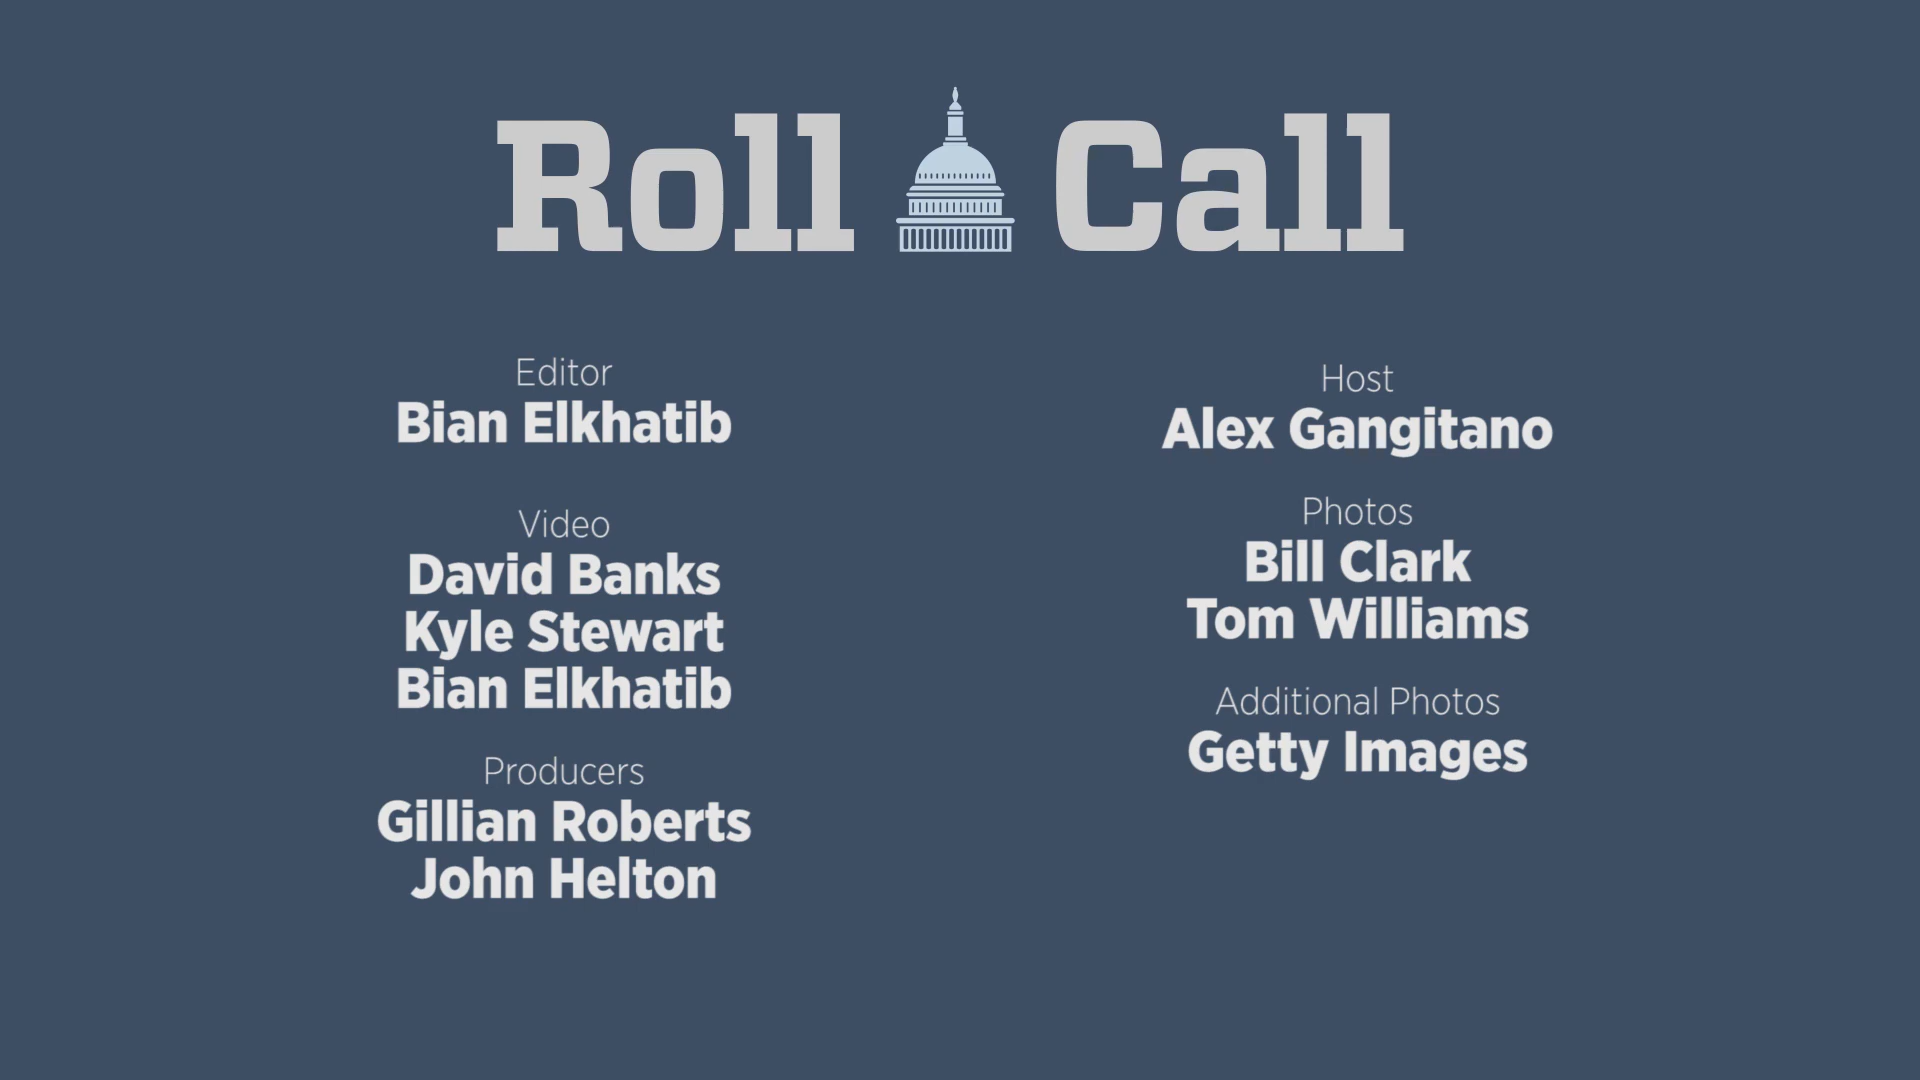 Roll Call
Editor
Bian Elkhatib
Video
David Banks
Kyle Stewart
Bian Elkhatib
Producers
Gillian Roberts
John Helton
Host
Alex Gangitano
Photos
Bill Clark
Tom Williams
Additional Photos
Getty Images